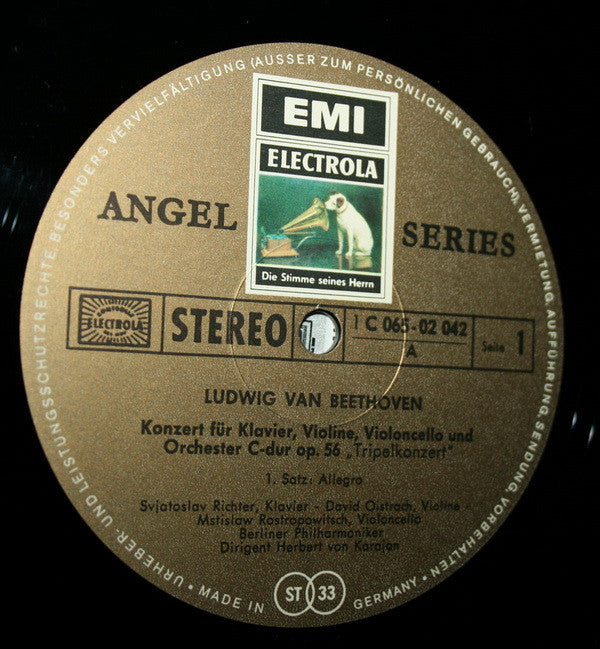 URHEBER- UND LEISTUNGSSCHUTZRECHTE, BESONDERS VERVIELFÄLTIGUNG (AUSSER ZUM PERSÖNLICHEN GEBRAUCH), VERMIETUNG, AUFFÜHRUNG, SENDUNG, VORBEHALTEN
EMI
ELECTROLA
ANGEL SERIES
Die Stimme seines Herrn
ELECTROLA
STEREO
1 C 065-02 042
A
Seite 1
LUDWIG VAN BEETHOVEN
Konzert für Klavier, Violine, Violoncello und
Orchester C-dur op. 56 „Tripelkonzert"
1. Satz: Allegro
Svjatoslav Richter, Klavier - David Oistrach, Violine -
Mstislaw Rostropowitsch, Violoncello
Berliner Philharmoniker
Dirigent Herbert von Karajan
• MADE IN GERMANY •
ST 33